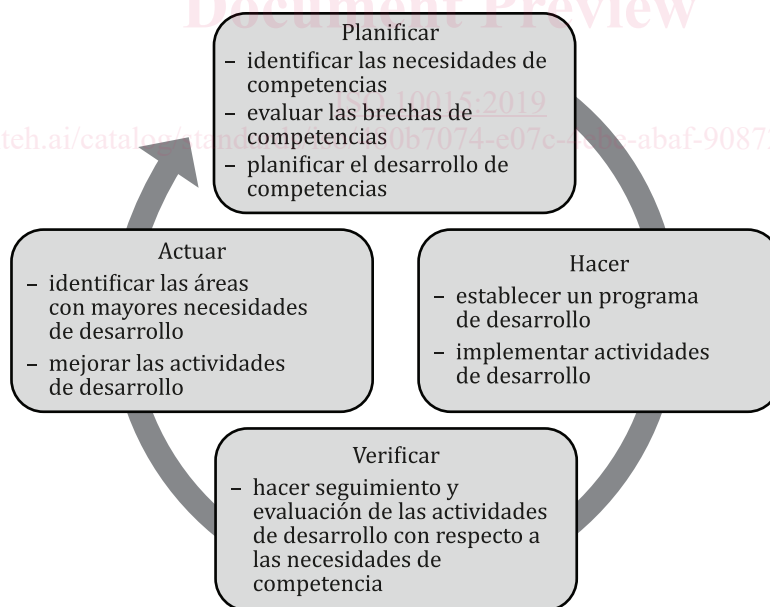 Document Preview
Planificar
– identificar las necesidades de
competencias
– evaluar las brechas de
competencias
– planificar el desarrollo de
competencias
ISO 10015:2019
Actuar
– identificar las áreas
con mayores necesidades
de desarrollo
– mejorar las actividades
de desarrollo
Hacer
– establecer un programa
de desarrollo
– implementar actividades
de desarrollo
Verificar
– hacer seguimiento y
evaluación de las actividades
de desarrollo con respecto a
las necesidades de
competencia